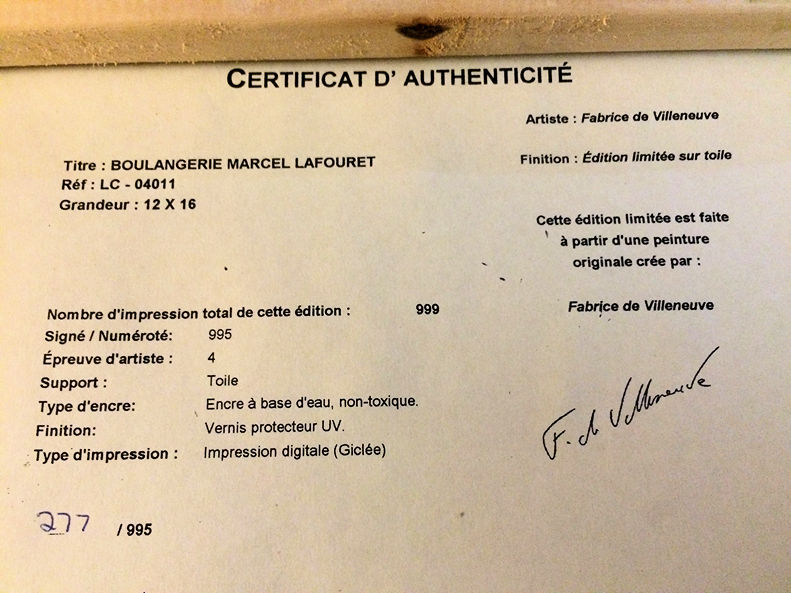 CERTIFICAT D' AUTHENTICITÉ
Artiste : Fabrice de Villeneuve
Titre : BOULANGERIE MARCEL LAFOURET
Finition : Édition limitée sur toile
Réf : LC - 04011
Grandeur : 12 X 16
Cette édition limitée est faite
à partir d'une peinture
originale crée par :
Fabrice de Villeneuve
Nombre d'impression total de cette édition : 999
Signé / Numéroté: 995
Épreuve d'artiste : 4
Support : Toile
Type d'encre: Encre à base d'eau, non-toxique.
Finition: Vernis protecteur UV.
Type d'impression : Impression digitale (Giclée)
F. de Villeneuve
277 / 995